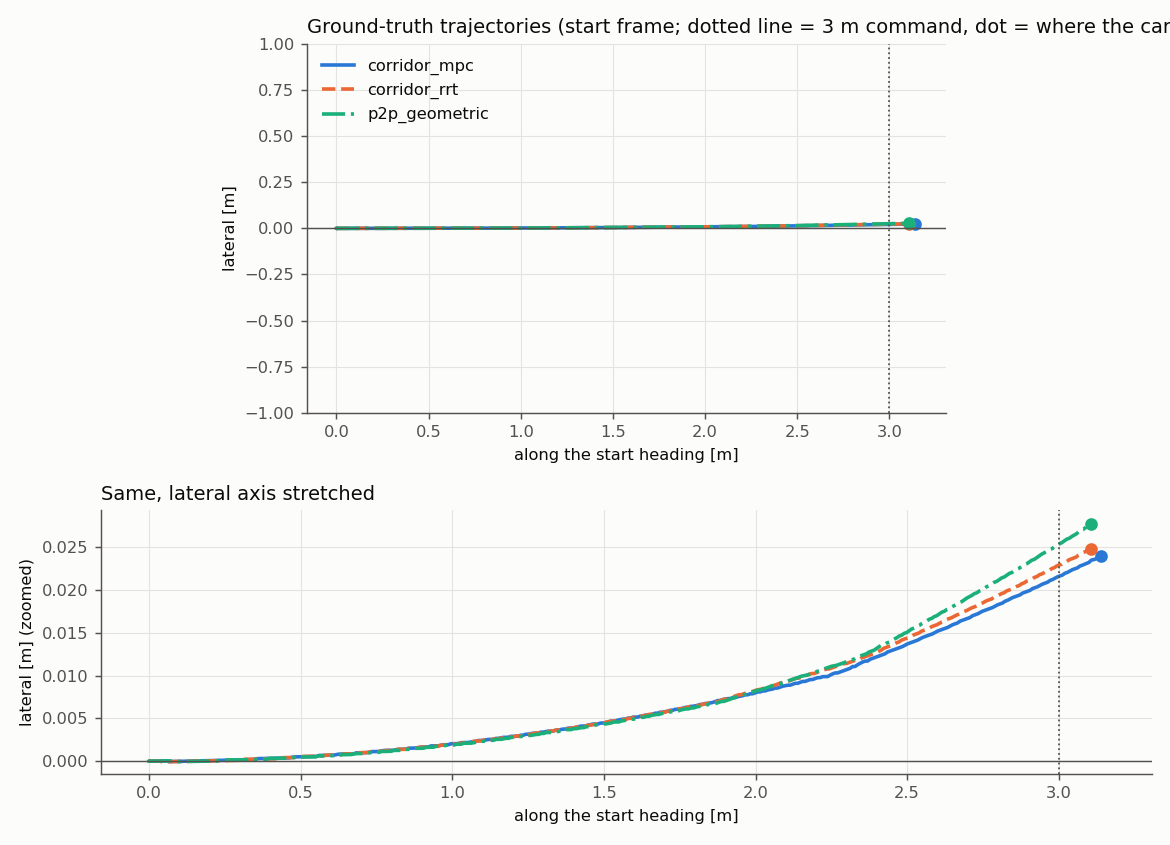 Ground-truth trajectories (start frame; dotted line = 3 m command, dot = where the car
1.00
0.75
0.50
0.25
0.00
−0.25
−0.50
−0.75
−1.00
lateral [m]
corridor_mpc
corridor_rrt
p2p_geometric
0.0 0.5 1.0 1.5 2.0 2.5 3.0
along the start heading [m]
Same, lateral axis stretched
0.025
0.020
0.015
0.010
0.005
0.000
lateral [m] (zoomed)
0.0 0.5 1.0 1.5 2.0 2.5 3.0
along the start heading [m]